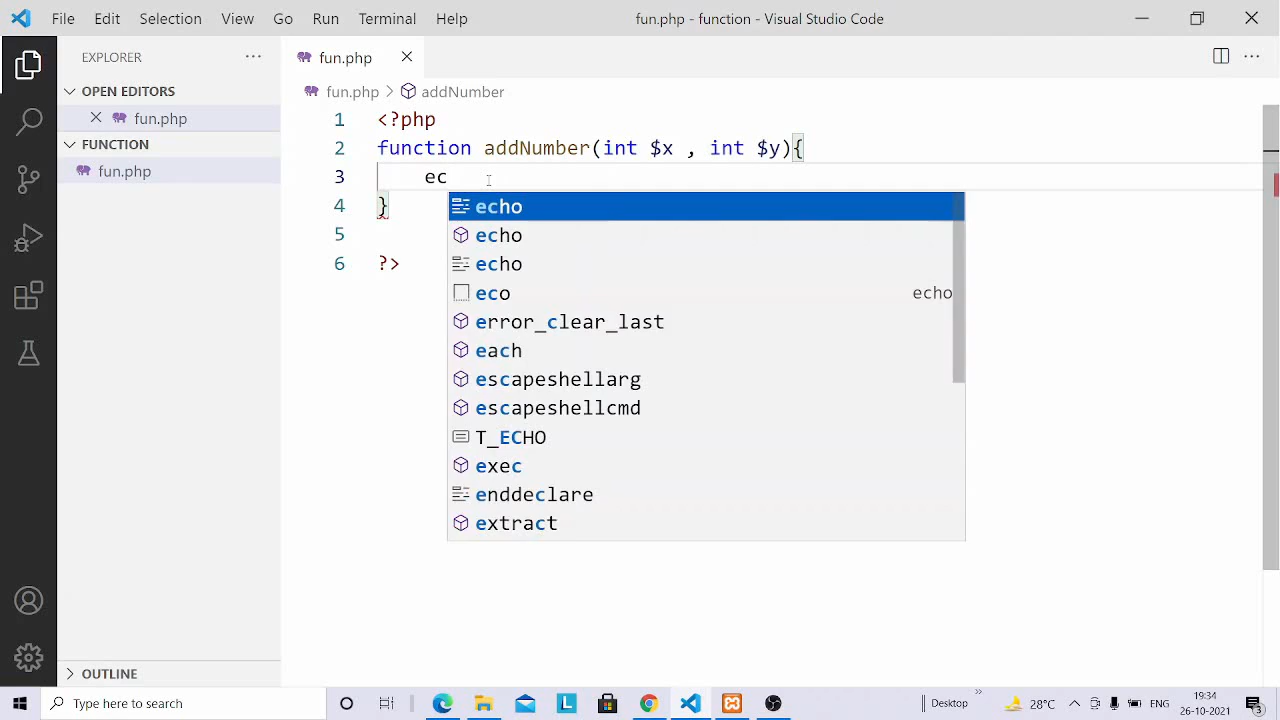 File Edit Selection View Go Run Terminal Help fun.php - function - Visual Studio Code
EXPLORER
OPEN EDITORS
fun.php
FUNCTION
fun.php
OUTLINE
fun.php
fun.php > addNumber
1 <?php
2 function addNumber(int $x , int $y){
3 ec
4 }
5
6 ?>
echo
echo
echo
eco echo
error_clear_last
each
escapeshellarg
escapeshellcmd
T_ECHO
exec
enddeclare
extract
Type here to search
L
Desktop
28°C
19:34
26-10-2021
3